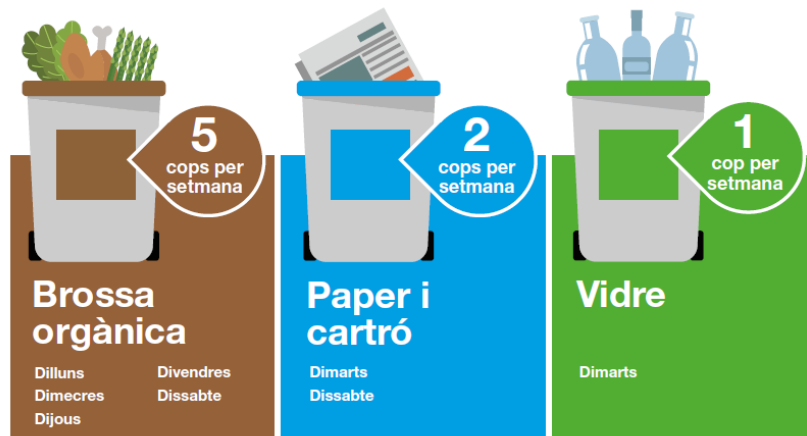 5
cops per
setmana
Brossa
orgànica
Dilluns
Dimecres
Dijous
Divendres
Dissabte
2
cops per
setmana
Paper i
cartró
Dimarts
Dissabte
1
cop per
setmana
Vidre
Dimarts